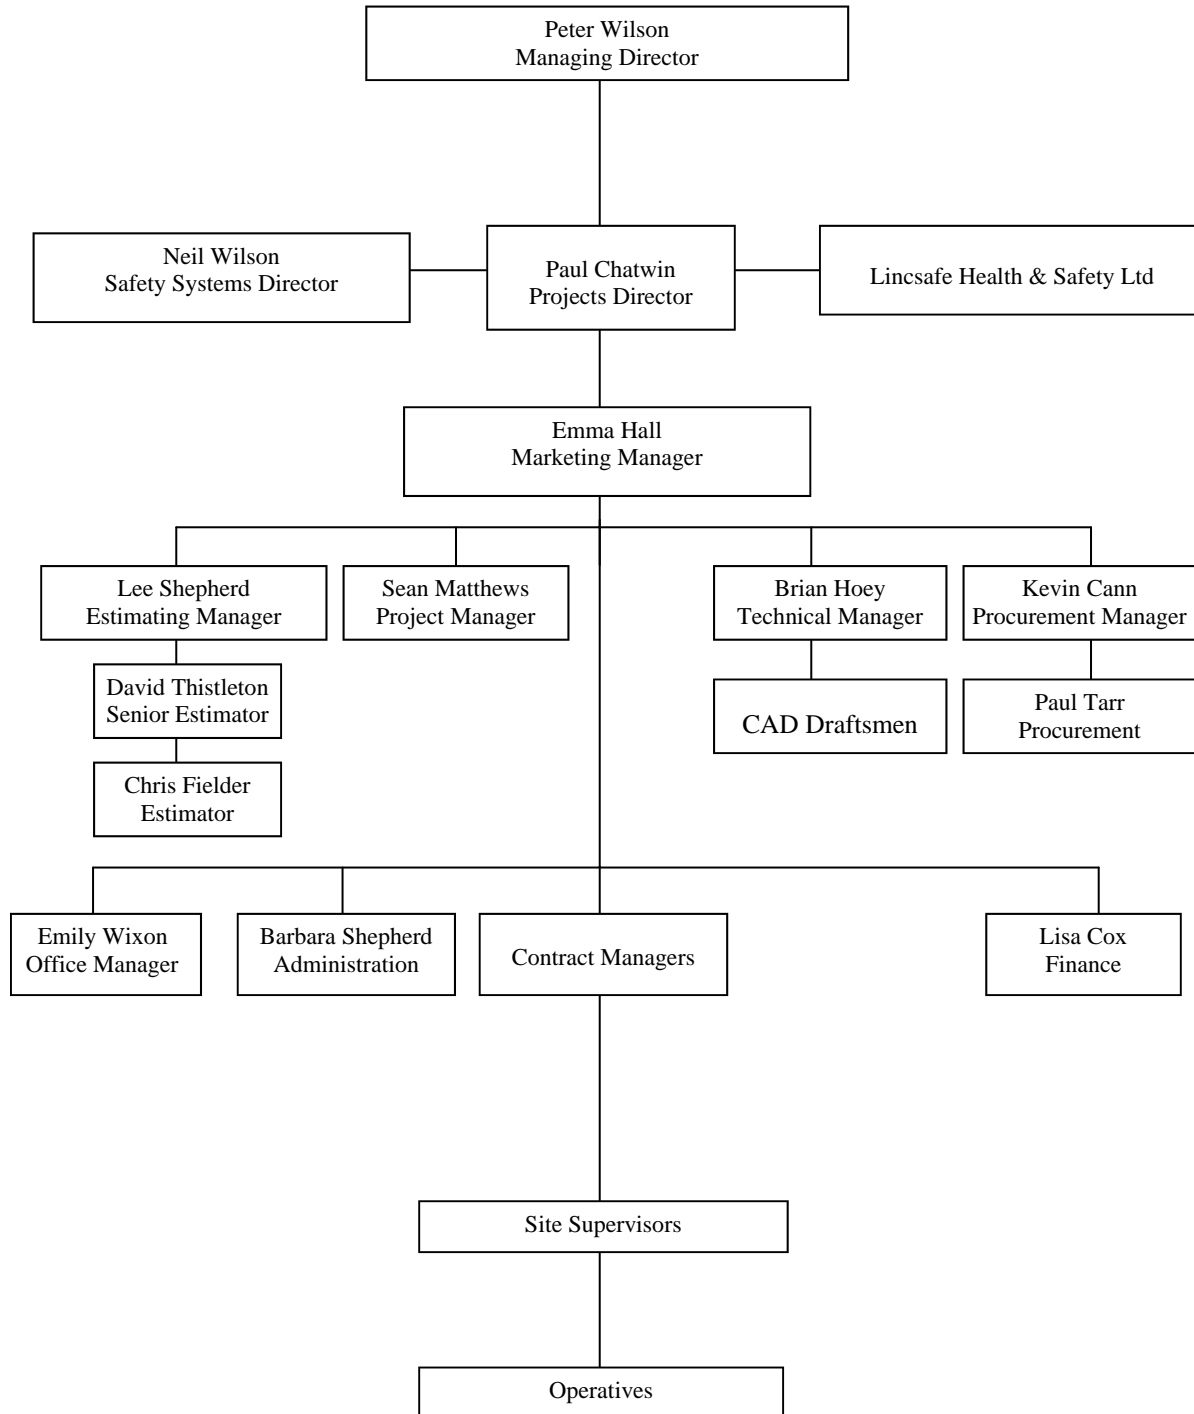 Peter Wilson
Managing Director
Neil Wilson
Safety Systems Director
Paul Chatwin
Projects Director
Lincsafe Health & Safety Ltd
Emma Hall
Marketing Manager
Lee Shepherd
Estimating Manager
Sean Matthews
Project Manager
Brian Hoey
Technical Manager
Kevin Cann
Procurement Manager
David Thistleton
Senior Estimator
CAD Draftsmen
Paul Tarr
Procurement
Chris Fielder
Estimator
Emily Wixon
Office Manager
Barbara Shepherd
Administration
Contract Managers
Lisa Cox
Finance
Site Supervisors
Operatives